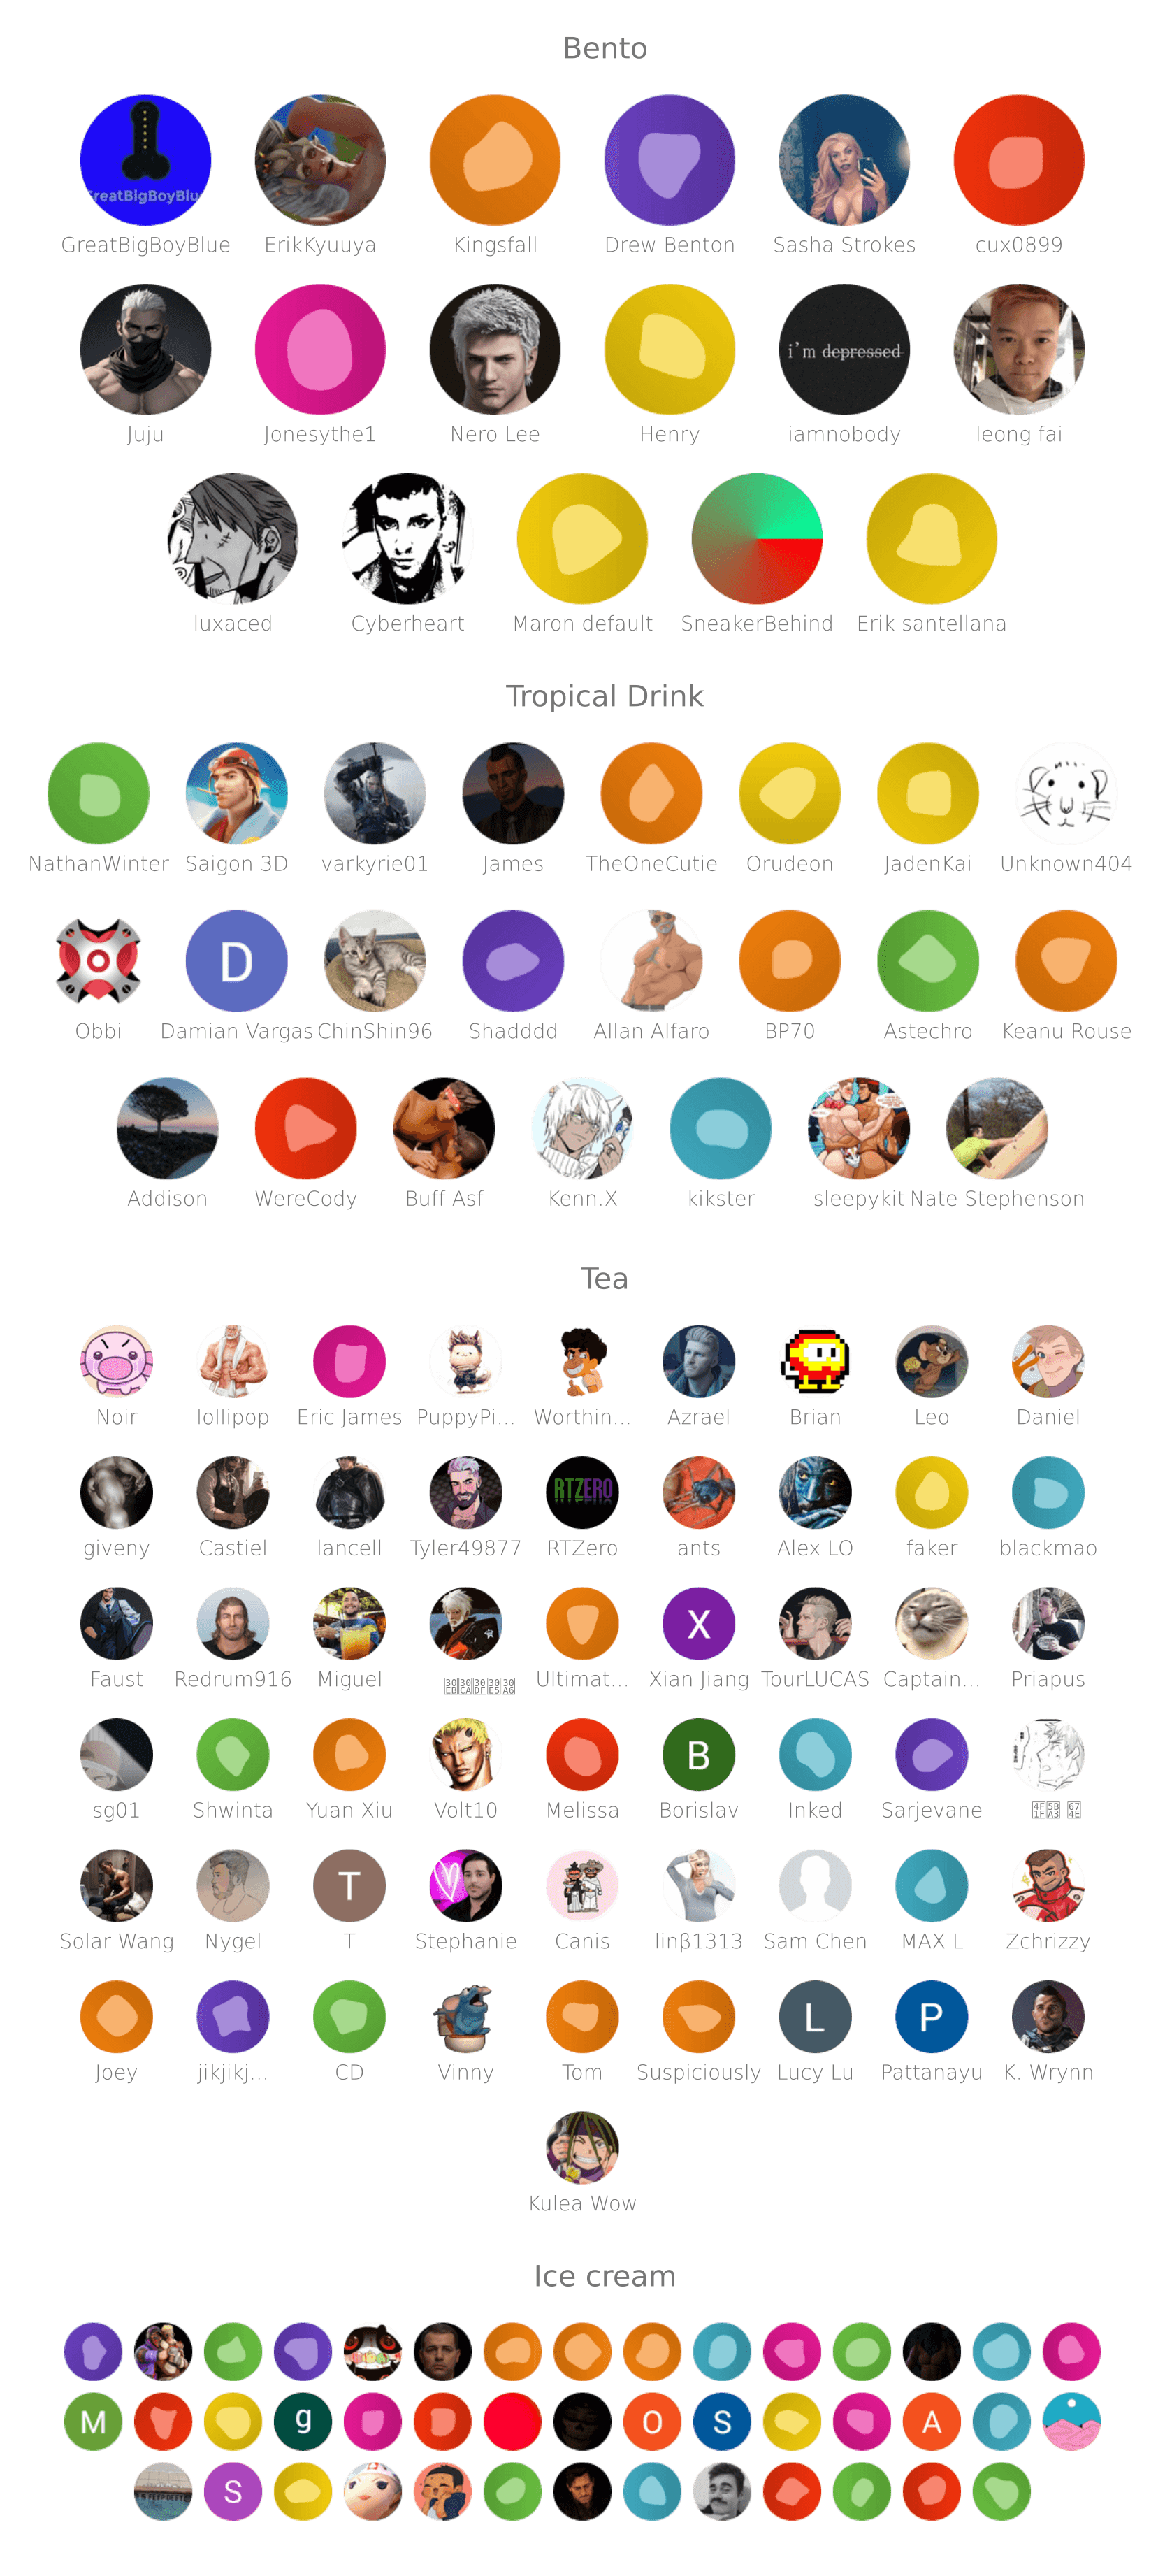 Bento
GreatBigBoyBlue
GreatBigBoyBlue ErikKyuuya Kingsfall Drew Benton Sasha Strokes cux0899
i'm depressed
Juju Jonesythe1 Nero Lee Henry iamnobody leong fai
luxaced Cyberheart Maron default SneakerBehind Erik santellana
Tropical Drink
NathanWinter Saigon 3D varkyrie01 James TheOneCutie Orudeon JadenKai Unknown404
D
Obbi Damian Vargas ChinShin96 Shadddd Allan Alfaro BP70 Astechro Keanu Rouse
Addison WereCody Buff Asf Kenn.X kikster sleepykit Nate Stephenson
Tea
Noir lollipop Eric James PuppyPi... Worthin... Azrael Brian Leo Daniel
RTZERO
giveny Castiel lancell Tyler49877 RTZero ants Alex LO faker blackmao
X
Faust Redrum916 Miguel Ultimat... Xian Jiang TourLUCAS Captain... Priapus
B
sg01 Shwinta Yuan Xiu Volt10 Melissa Borislav Inked Sarjevane
T
Solar Wang Nygel T Stephanie Canis linβ1313 Sam Chen MAX L Zchrizzy
L P
Joey jikjikj... CD Vinny Tom Suspiciously Lucy Lu Pattanayu K. Wrynn
Kulea Wow
Ice cream
M g O S A
S